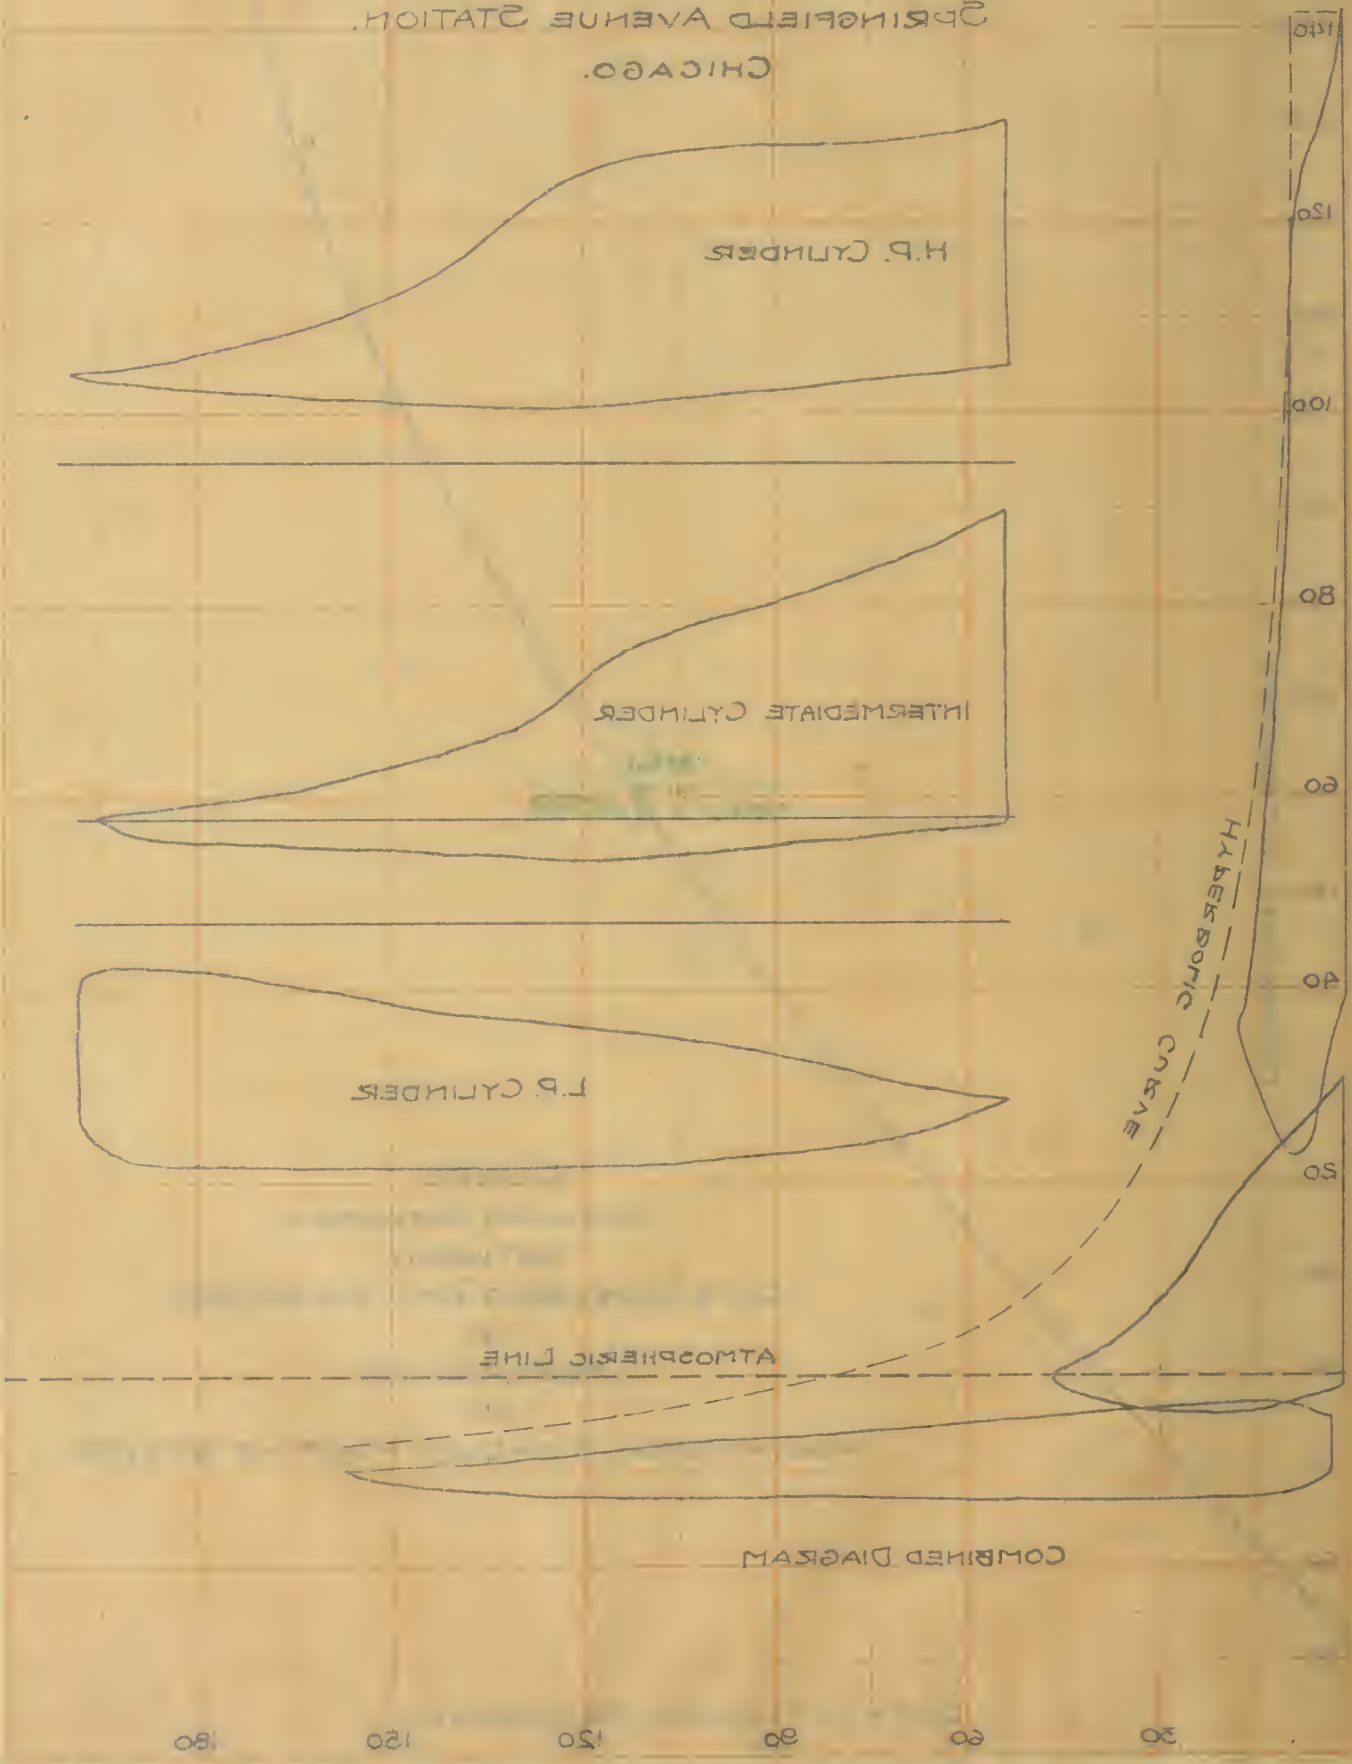 SPRINGFIELD AVENUE STATION.
CHICAGO.
140
120
H.P. CYLINDER
100
80
INTERMEDIATE CYLINDER
60
HYPERBOLIC CURVE
40
L.P. CYLINDER
20
ATMOSPHERIC LINE
COMBINED DIAGRAM
30 60 90 120 150 180